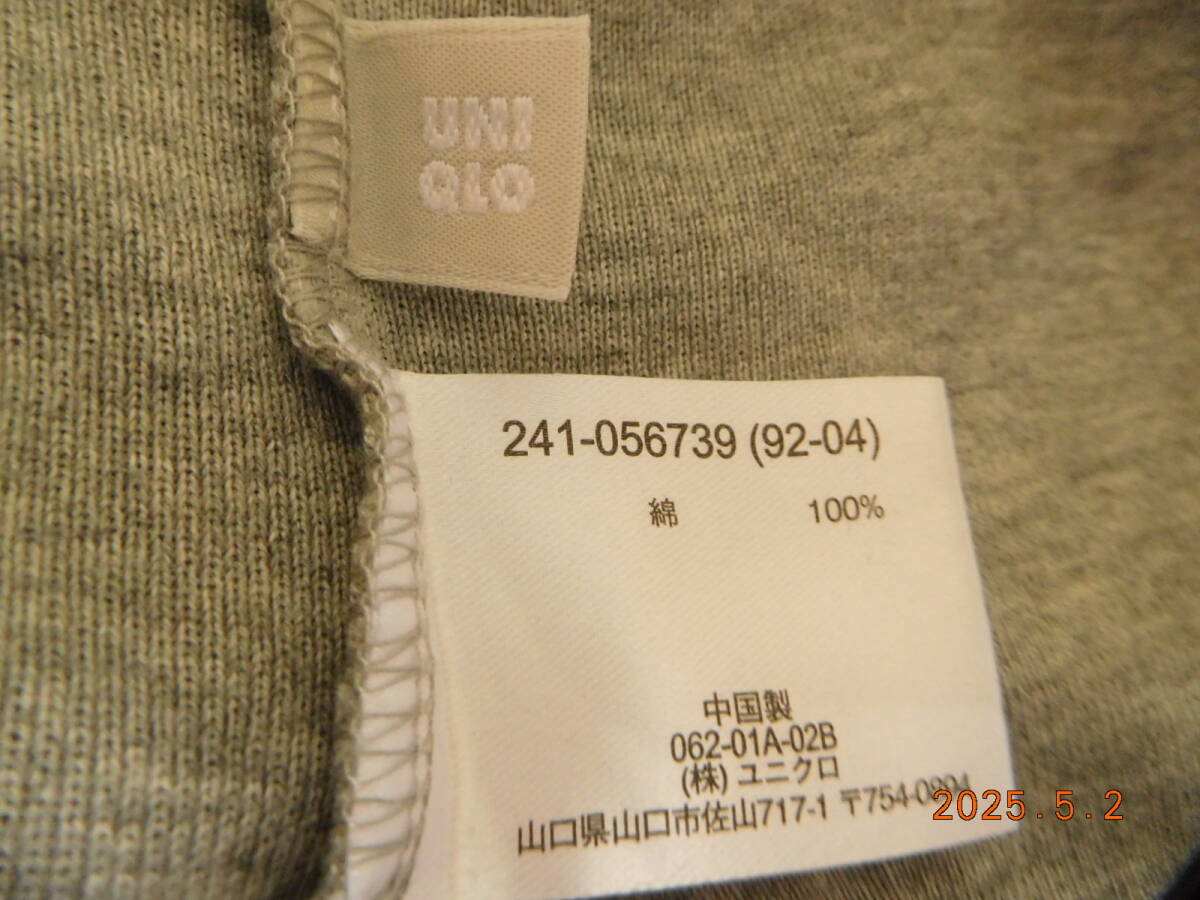 UNI
QLO
241-056739 (92-04)
綿 100%
中国製
062-01A-02B
(株) ユニクロ
山口県山口市佐山717-1
2025.5.2